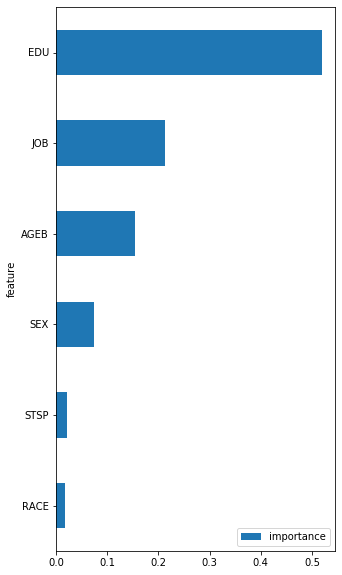 EDU
JOB
AGEB
SEX
STSP
RACE
feature
importance
0.0 0.1 0.2 0.3 0.4 0.5